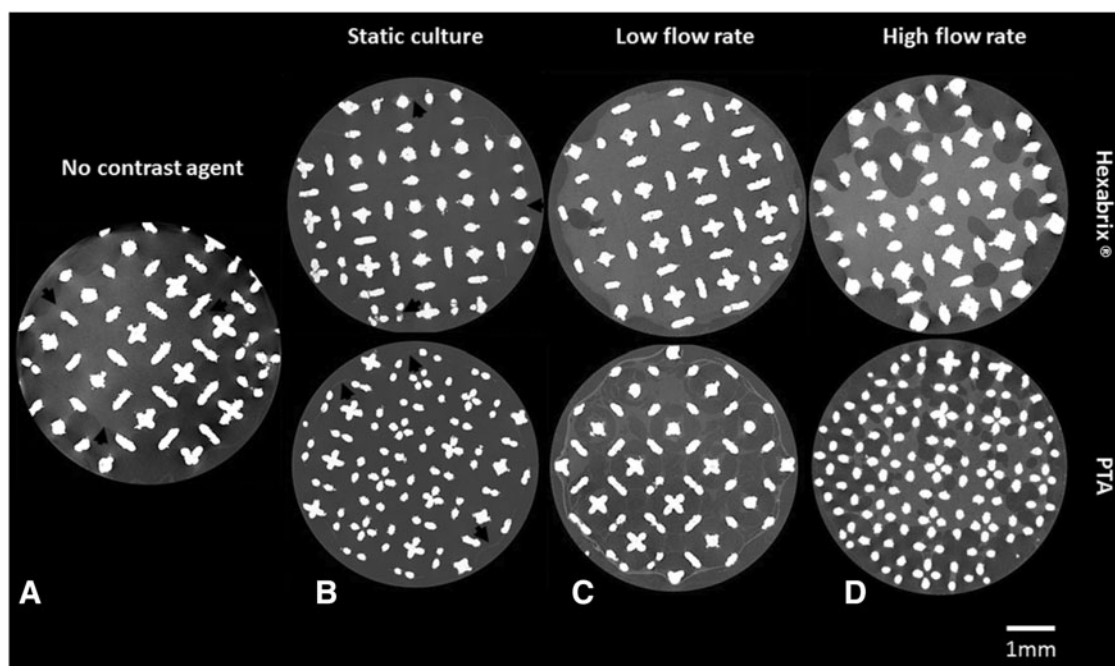 Static culture
Low flow rate
High flow rate
No contrast agent
Hexabrix®
PTA
A
B
C
D
1mm